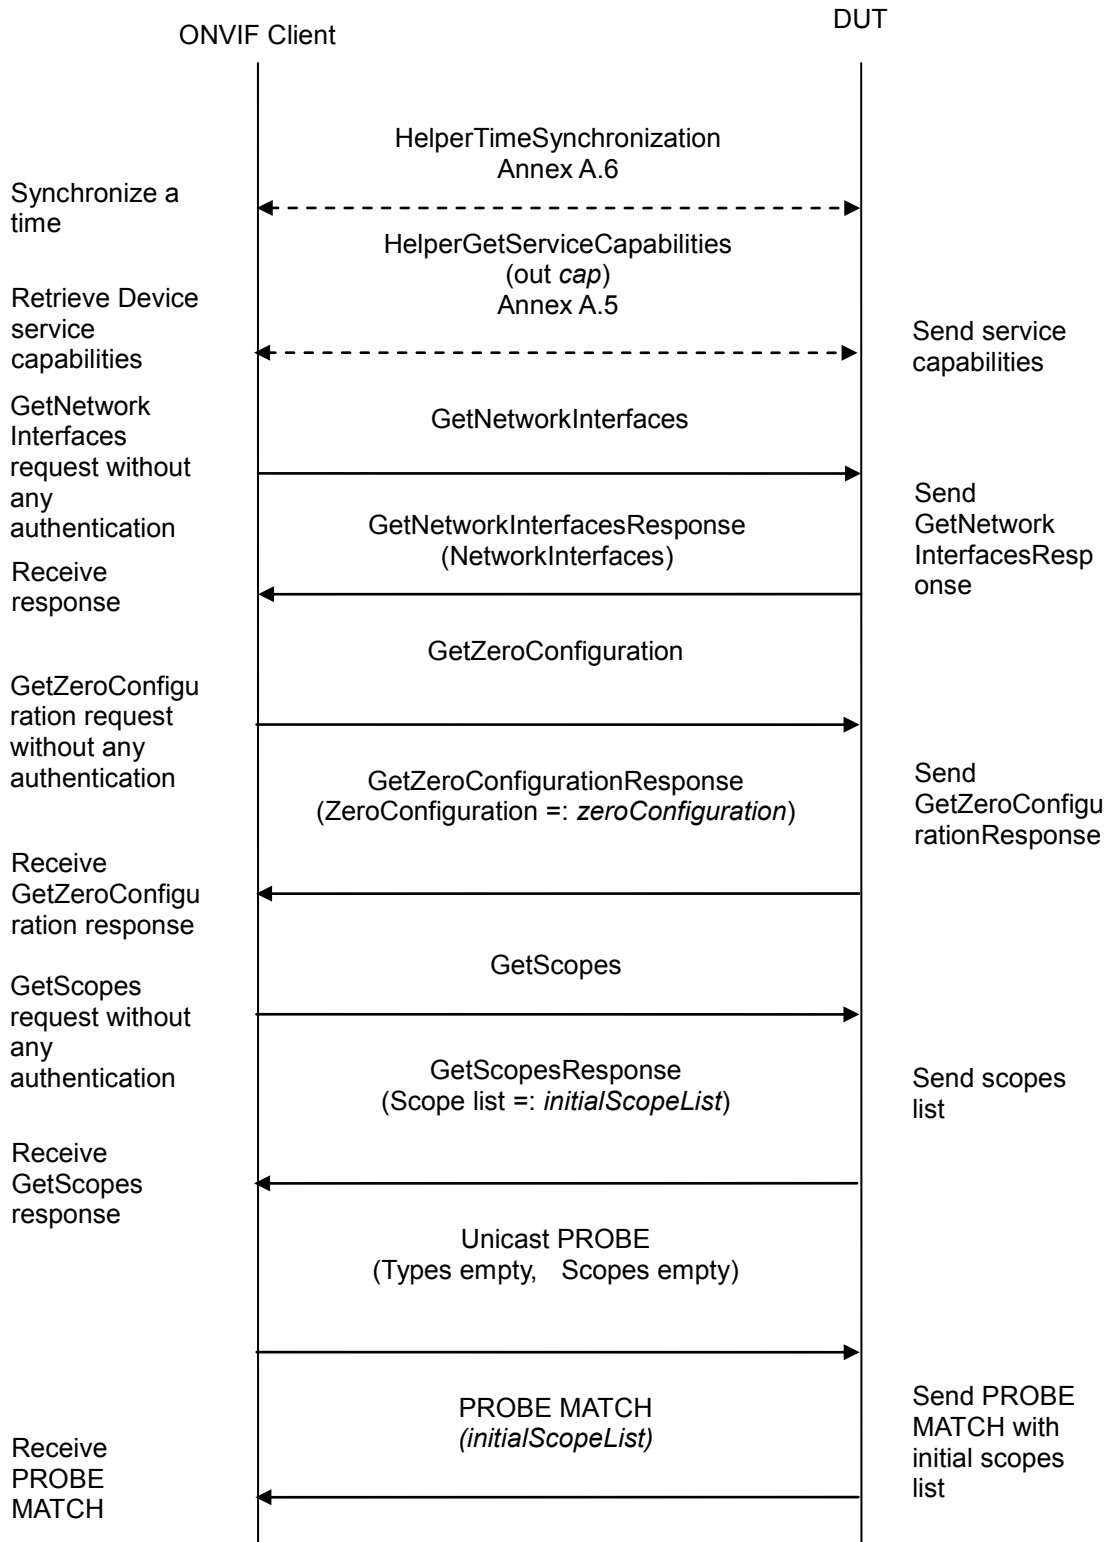 ONVIF Client
DUT
HelperTimeSynchronization
Annex A.6
Synchronize a
time
HelperGetServiceCapabilities
(out cap)
Annex A.5
Retrieve Device
service
capabilities
Send service
capabilities
GetNetwork
Interfaces
request without
any
authentication
GetNetworkInterfaces
GetNetworkInterfacesResponse
(NetworkInterfaces)
Send
GetNetwork
InterfacesResp
onse
Receive
response
GetZeroConfiguration
GetZeroConfigu
ration request
without any
authentication
GetZeroConfigurationResponse
(ZeroConfiguration =: zeroConfiguration)
Send
GetZeroConfigu
rationResponse
Receive
GetZeroConfigu
ration response
GetScopes
GetScopes
request without
any
authentication
GetScopesResponse
(Scope list =: initialScopeList)
Send scopes
list
Receive
GetScopes
response
Unicast PROBE
(Types empty, Scopes empty)
PROBE MATCH
(initialScopeList)
Send PROBE
MATCH with
initial scopes
list
Receive
PROBE
MATCH